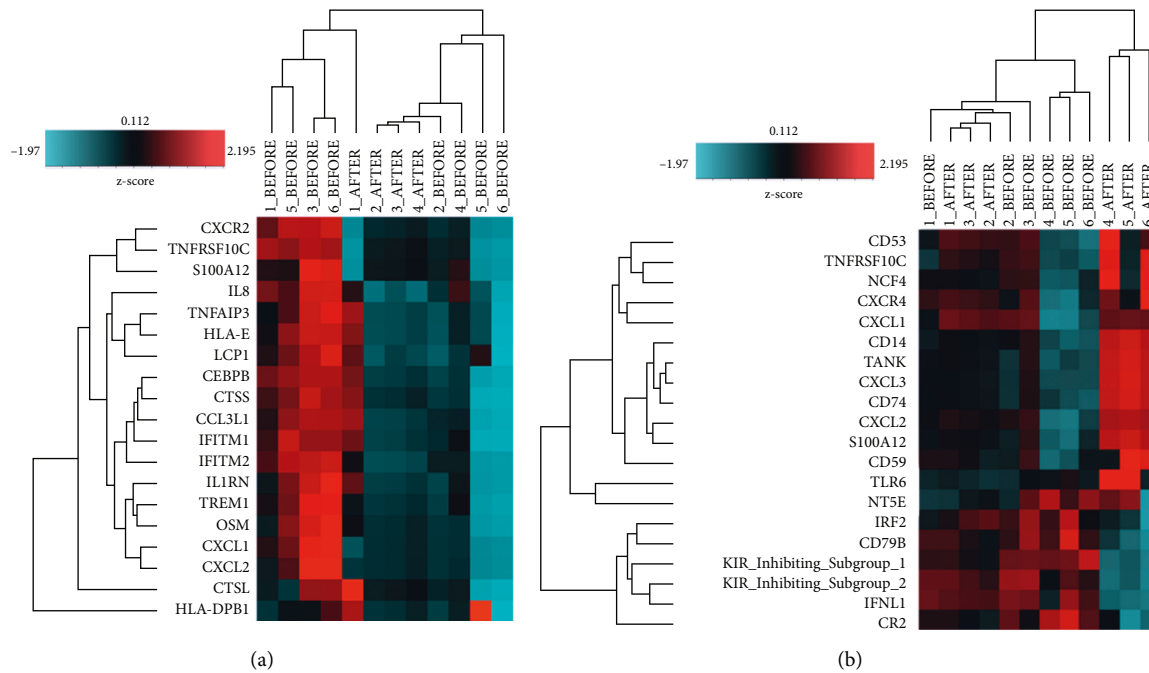 0.112
−1.97
2.195
z-score
1_BEFORE
5_BEFORE
3_BEFORE
6_BEFORE
1_AFTER
2_AFTER
3_AFTER
4_AFTER
2_BEFORE
4_BEFORE
5_BEFORE
6_BEFORE
CXCR2
TNFRSF10C
S100A12
IL8
TNFAIP3
HLA-E
LCP1
CEBPB
CTSS
CCL3L1
IFITM1
IFITM2
IL1RN
TREM1
OSM
CXCL1
CXCL2
CTSL
HLA-DPB1
(a)
0.112
−1.97
2.195
z-score
1_BEFORE
1_AFTER
3_AFTER
2_AFTER
2_BEFORE
3_BEFORE
4_BEFORE
5_BEFORE
6_BEFORE
4_AFTER
5_AFTER
6_AFTER
CD53
TNFRSF10C
NCF4
CXCR4
CXCL1
CD14
TANK
CXCL3
CD74
CXCL2
S100A12
CD59
TLR6
NT5E
IRF2
CD79B
KIR_Inhibiting_Subgroup_1
KIR_Inhibiting_Subgroup_2
IFNL1
CR2
(b)